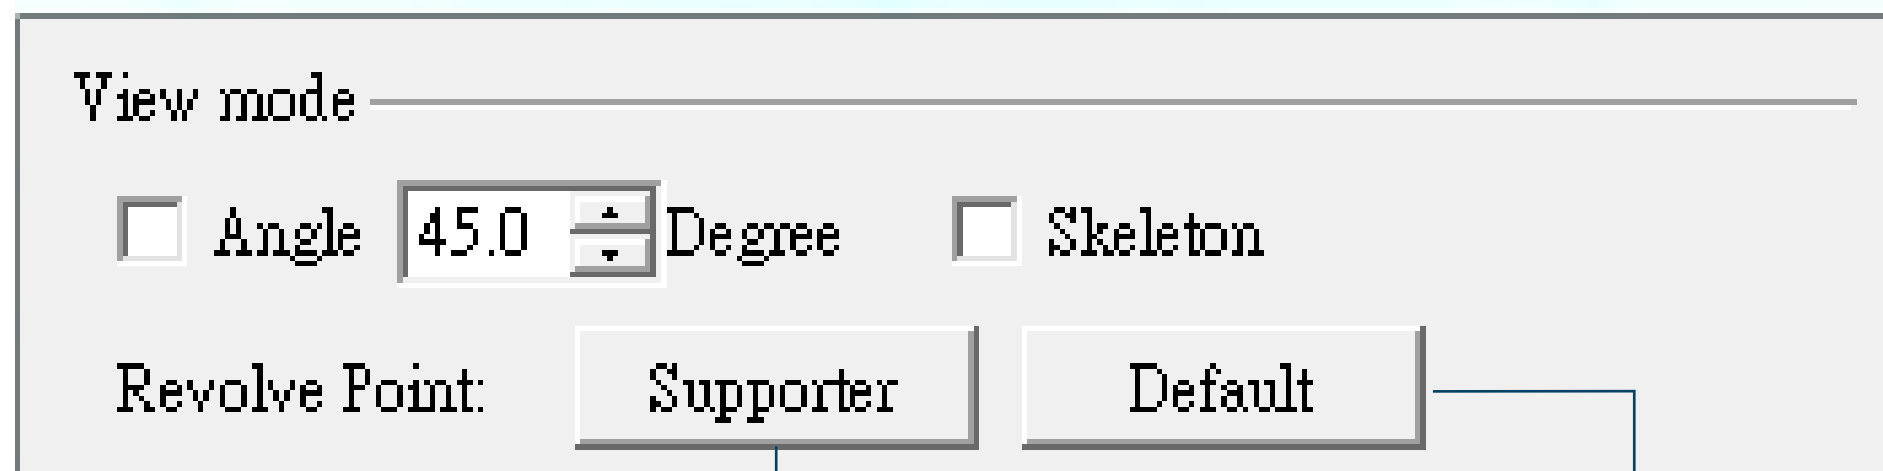 View mode
Angle 45.0 Degree Skeleton
Revolve Point: Supporter Default